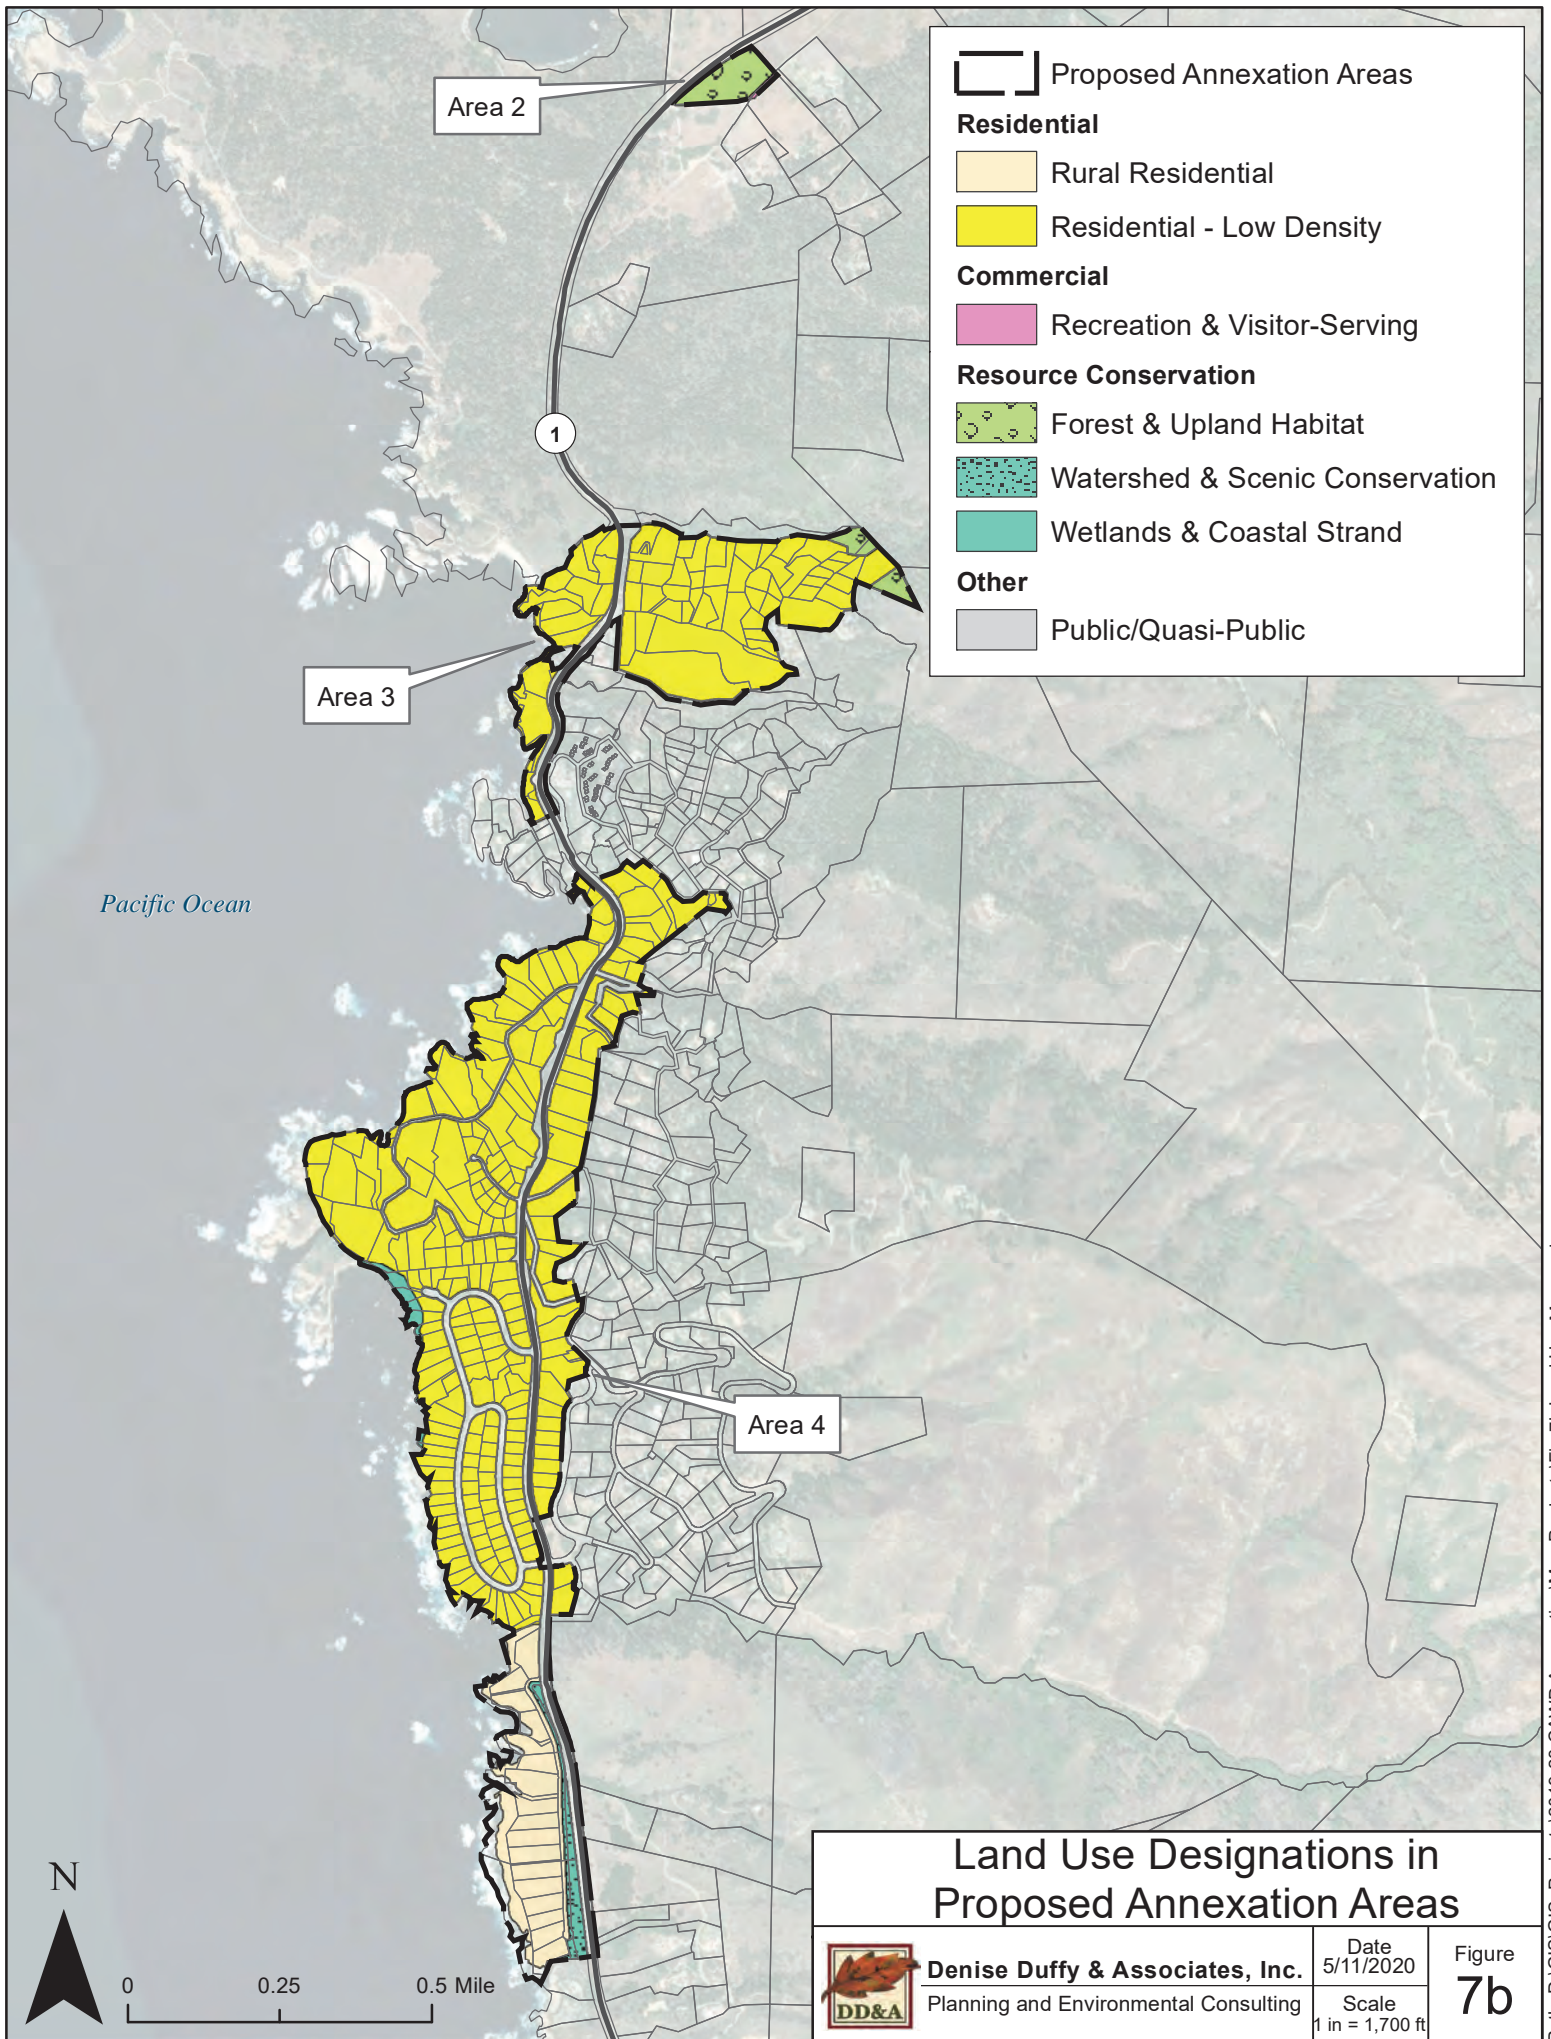 Area 2
Proposed Annexation Areas
Residential
Rural Residential
Residential - Low Density
Commercial
Recreation & Visitor-Serving
Resource Conservation
Forest & Upland Habitat
Watershed & Scenic Conservation
Wetlands & Coastal Strand
Other
Public/Quasi-Public
1
Area 3
Pacific Ocean
Area 4
N
0 0.25 0.5 Mile
Land Use Designations in
Proposed Annexation Areas
DD&A
Denise Duffy & Associates, Inc.
Planning and Environmental Consulting
Date
5/11/2020
Scale
1 in = 1,700 ft
Figure
7b